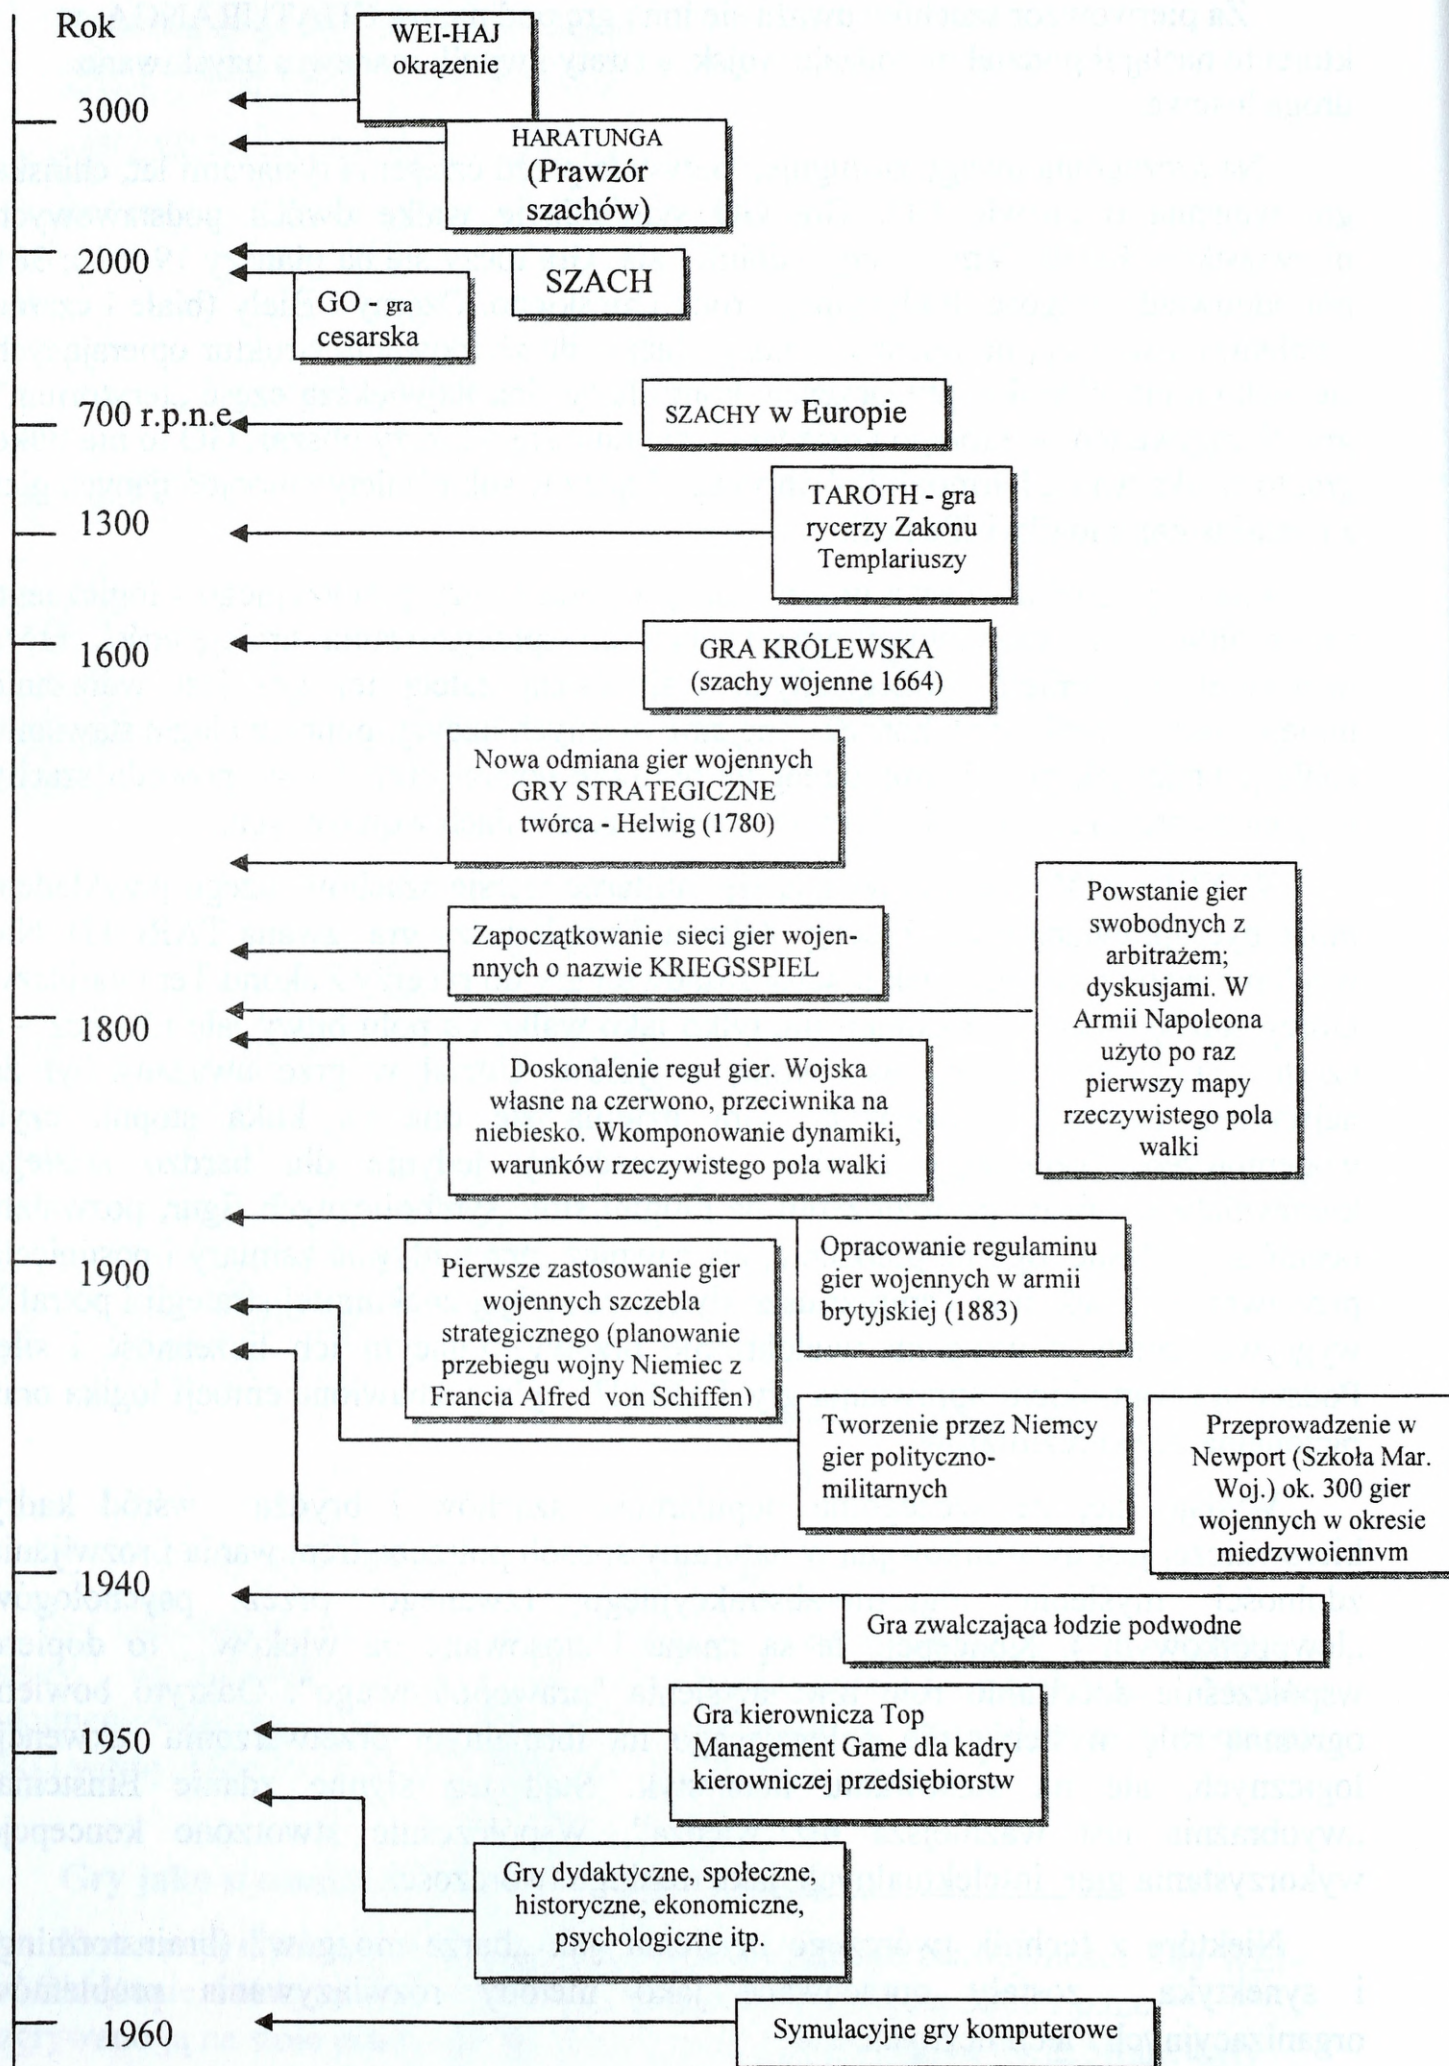 Rok
WEI-HAJ
okrążenie
3000
HARATUNGA
(Prawzór
szachów)
2000
SZACH
GO - gra
cesarska
700 r.p.n.e
SZACHY w Europie
TAROTH - gra
rycerzy Zakonu
Templariuszy
1300
1600
GRA KRÓLEWSKA
(szachy wojenne 1664)
Nowa odmiana gier wojennych
GRY STRATEGICZNE
twórca - Helwig (1780)
Zapoczątkowanie sieci gier wojen-
nnych o nazwie KRIEGSSPIEL
Powstanie gier
swobodnych z
arbitrażem;
dyskusjami. W
Armii Napoleona
użyto po raz
pierwszy mapy
rzeczywistego pola
walki
1800
Doskonalenie reguł gier. Wojska
własne na czerwono, przeciwnika na
niebiesko. Wkomponowanie dynamiki,
warunków rzeczywistego pola walki
1900
Pierwsze zastosowanie gier
wojennych szczebla
strategicznego (planowanie
przebiegu wojny Niemiec z
Francia Alfred von Schiffen)
Opracowanie regulaminu
gier wojennych w armii
brytyjskiej (1883)
Tworzenie przez Niemcy
gier polityczno-
militarnych
Przeprowadzenie w
Newport (Szkoła Mar.
Woj.) ok. 300 gier
wojennych w okresie
miedzywojennym
1940
Gra zwalczająca łodzie podwodne
Gra kierownicza Top
Management Game dla kadry
kierowniczej przedsiębiorstw
1950
Gry dydaktyczne, społeczne,
historyczne, ekonomiczne,
psychologiczne itp.
1960
Symulacyjne gry komputerowe